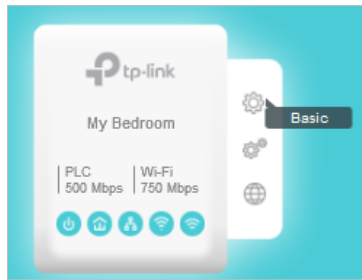 tp-link
My Bedroom
Basic
PLC
500 Mbps
Wi-Fi
750 Mbps